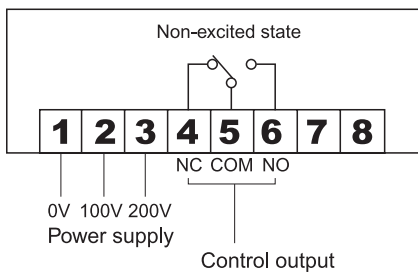 Non-excited state
1 2 3 4 5 6 7 8
NC COM NO
0V 100V 200V
Power supply
Control output